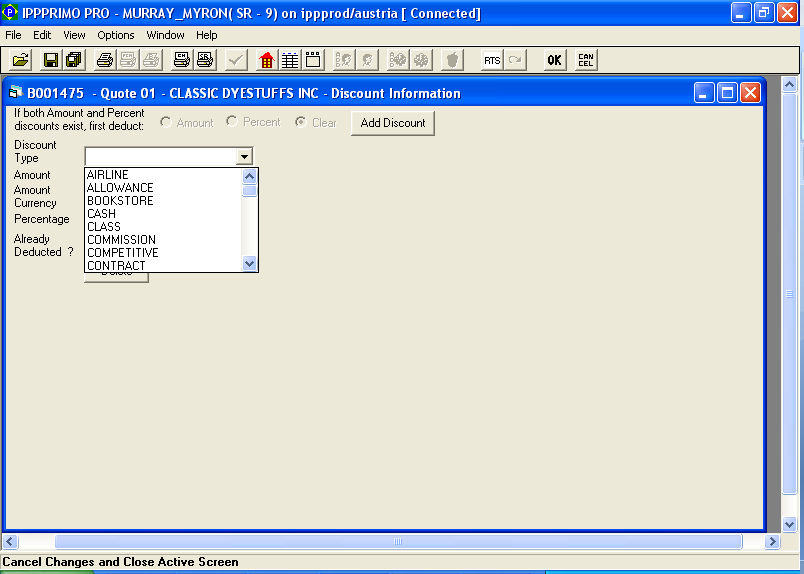 IPPPRIMO PRO - MURRAY_MYRON( SR - 9) on ippprod/austria [ Connected]
File Edit View Options Window Help
CH SR RTS OK CAN CEL
B001475 - Quote 01 - CLASSIC DYESTUFFS INC - Discount Information
If both Amount and Percent
discounts exist, first deduct:
Amount Percent Clear Add Discount
Discount
Type
Amount
Amount
Currency
Percentage
Already
Deducted ?
AIRLINE
ALLOWANCE
BOOKSTORE
CASH
CLASS
COMMISSION
COMPETITIVE
CONTRACT
Cancel Changes and Close Active Screen